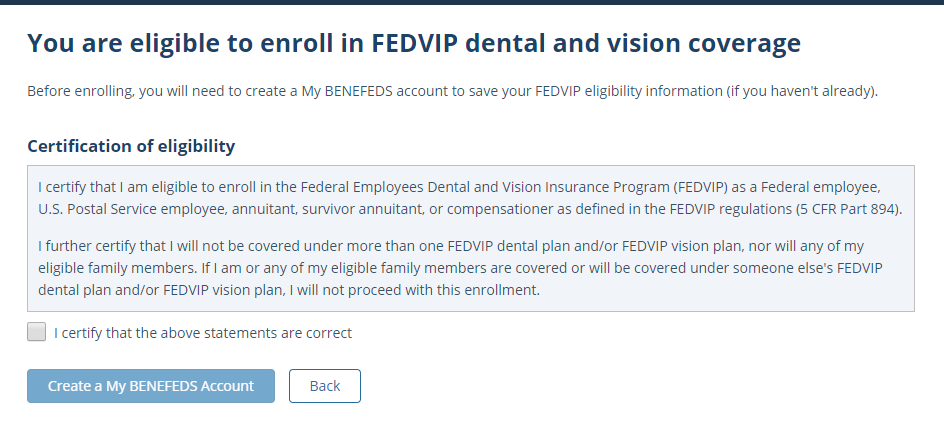 You are eligible to enroll in FEDVIP dental and vision coverage
Before enrolling, you will need to create a My BENEFEDS account to save your FEDVIP eligibility information (if you haven't already).
Certification of eligibility
I certify that I am eligible to enroll in the Federal Employees Dental and Vision Insurance Program (FEDVIP) as a Federal employee,
U.S. Postal Service employee, annuitant, survivor annuitant, or compensationer as defined in the FEDVIP regulations (5 CFR Part 894).
I further certify that I will not be covered under more than one FEDVIP dental plan and/or FEDVIP vision plan, nor will any of my
eligible family members. If I am or any of my eligible family members are covered or will be covered under someone else's FEDVIP
dental plan and/or FEDVIP vision plan, I will not proceed with this enrollment.
I certify that the above statements are correct
Create a My BENEFEDS Account
Back